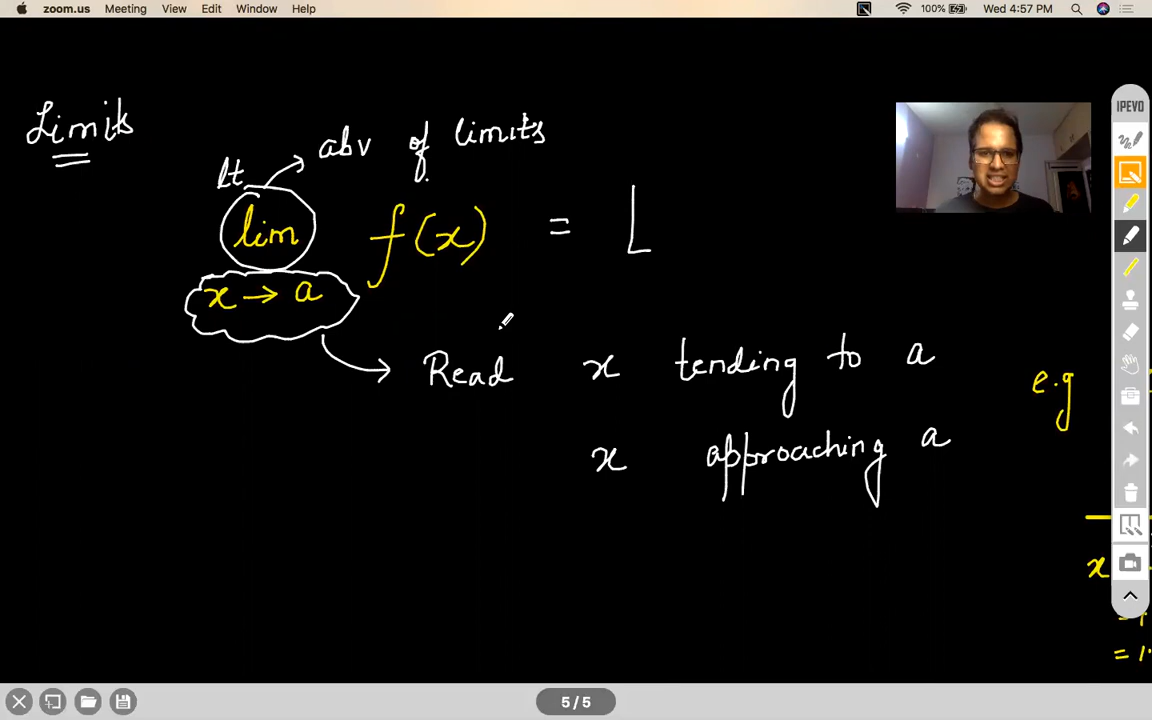 zoom.us Meeting View Edit Window Help 100% Wed 4:57 PM
Limits
abv of limits
lt
IPEVO
lim f(x) = L
x → a
Read x tending to a
e.g
x approaching a
x
= 1
5 / 5